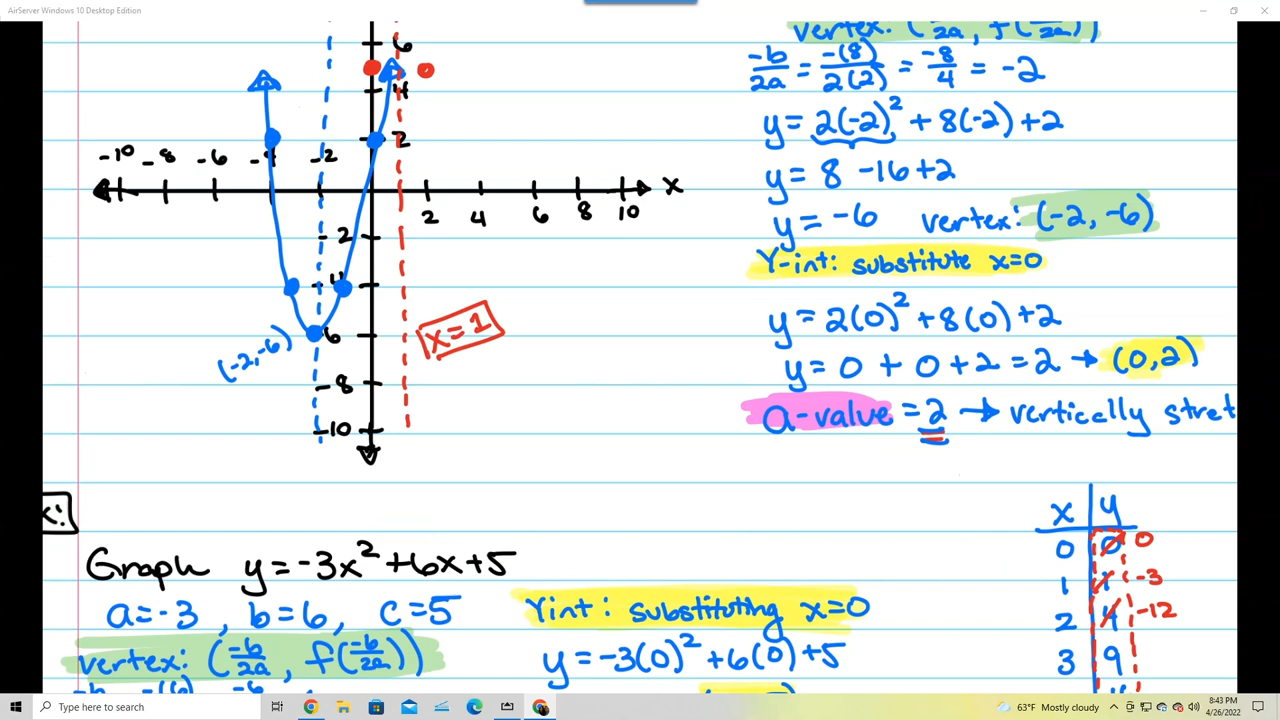 AirServer Windows 10 Desktop Edition
vertex: (-b/2a, f(-b/2a))
-b/2a = -(8)/2(2) = -8/4 = -2
y = 2(-2)² + 8(-2) + 2
y = 8 - 16 + 2
y = -6 vertex: (-2, -6)
Y-int: substitute x=0
y = 2(0)² + 8(0) + 2
y = 0 + 0 + 2 = 2 → (0,2)
a-value = 2 → vertically stret
6
4
2
-10 -8 -6 -4 -2
x
2 4 6 8 10
-2
-4
-6
-8
-10
(-2,-6)
x=1
x:
Graph y = -3x² + 6x + 5
a=-3, b=6, c=5
vertex: (-b/2a, f(-b/2a))
-b -(6) -6
Yint: substituting x=0
y = -3(0)² + 6(0) + 5
x y
0 0 0
1 1 -3
2 4 -12
3 9
Type here to search
63°F Mostly cloudy
8:43 PM
4/26/2022